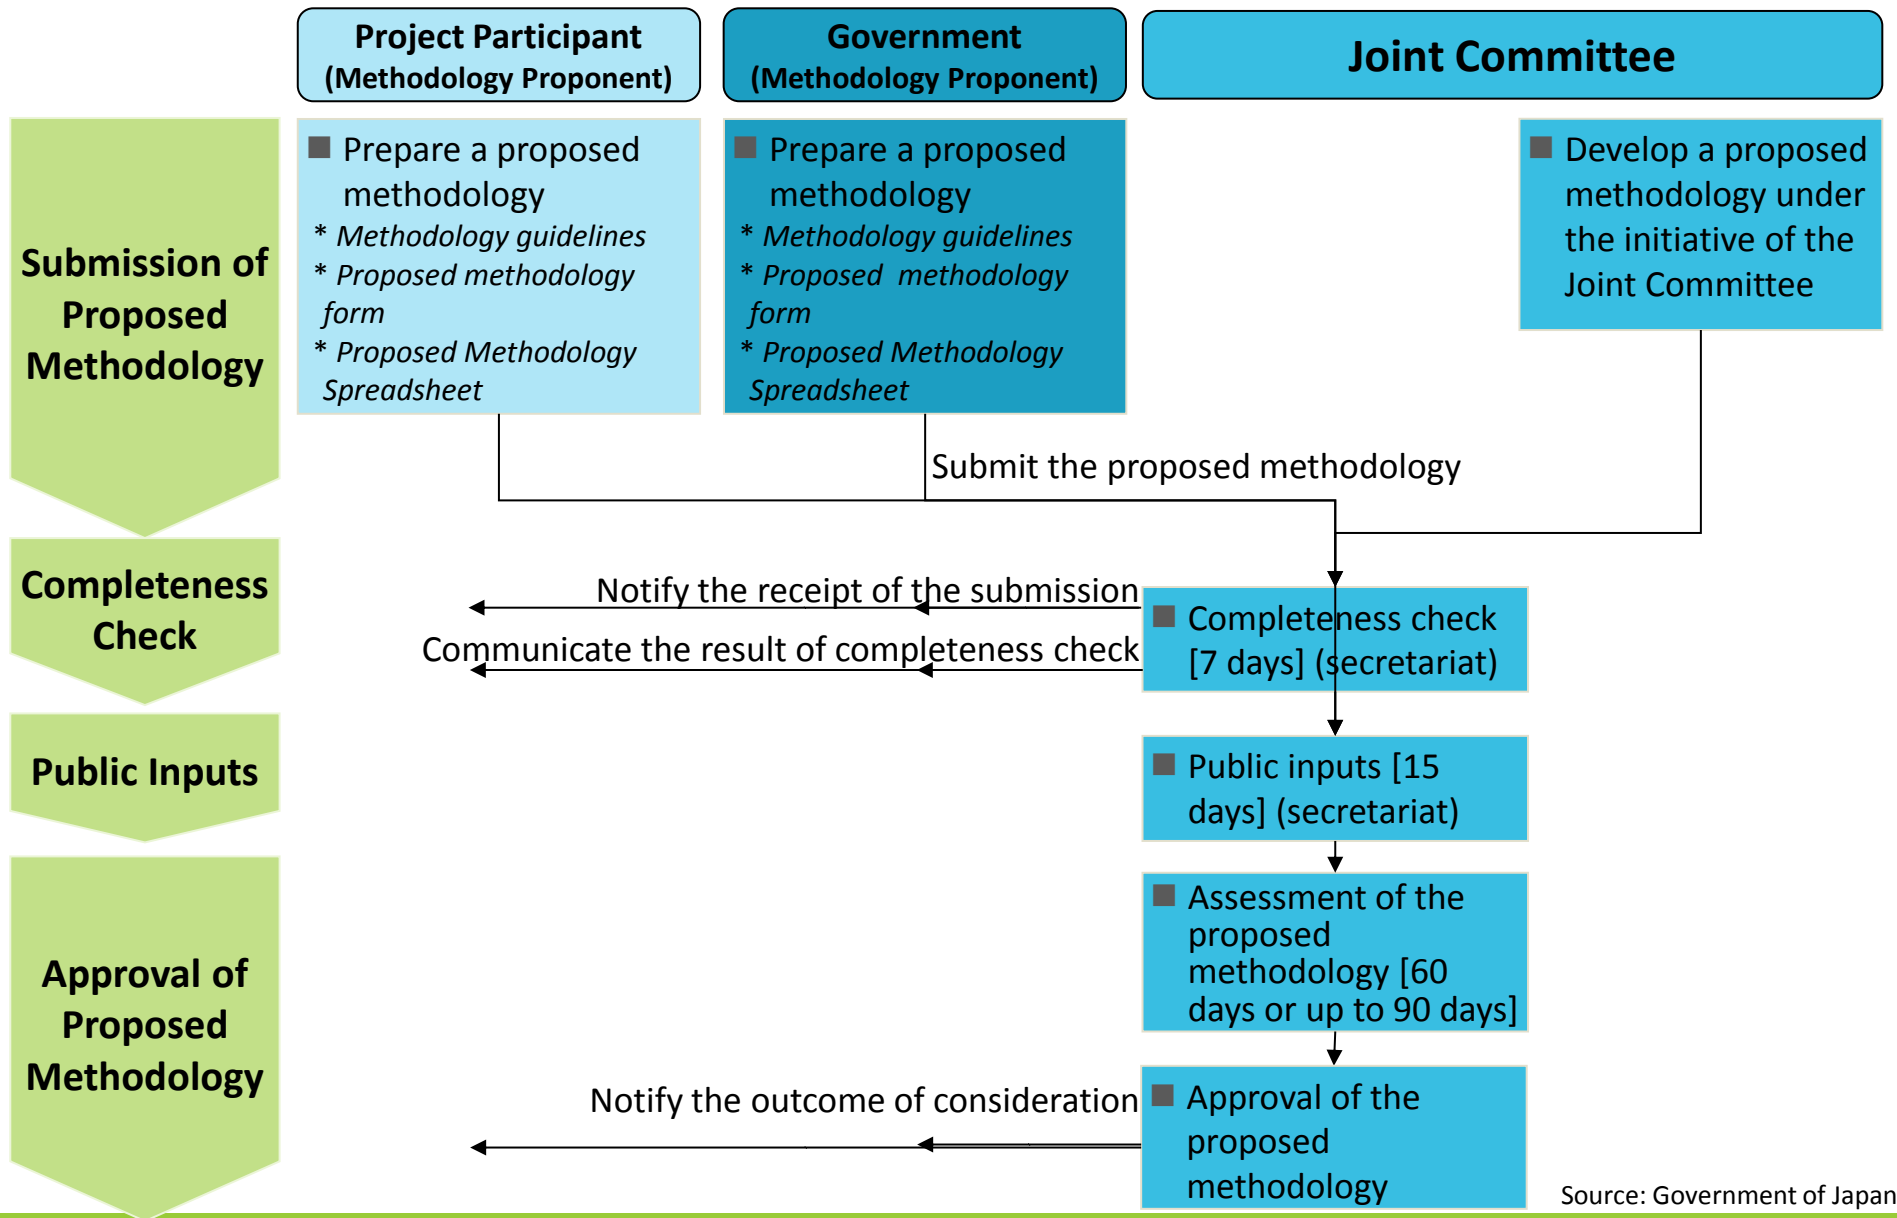 Project Participant
(Methodology Proponent)
Government
(Methodology Proponent)
Joint Committee
Submission of
Proposed
Methodology
■ Prepare a proposed
methodology
* Methodology guidelines
* Proposed methodology
form
* Proposed Methodology
Spreadsheet
■ Prepare a proposed
methodology
* Methodology guidelines
* Proposed methodology
form
* Proposed Methodology
Spreadsheet
■ Develop a proposed
methodology under
the initiative of the
Joint Committee
Submit the proposed methodology
Completeness
Check
Notify the receipt of the submission
Communicate the result of completeness check
■ Completeness check
[7 days] (secretariat)
Public Inputs
■ Public inputs [15
days] (secretariat)
Approval of
Proposed
Methodology
■ Assessment of the
proposed
methodology [60
days or up to 90 days]
Notify the outcome of consideration
■ Approval of the
proposed
methodology
Source: Government of Japan